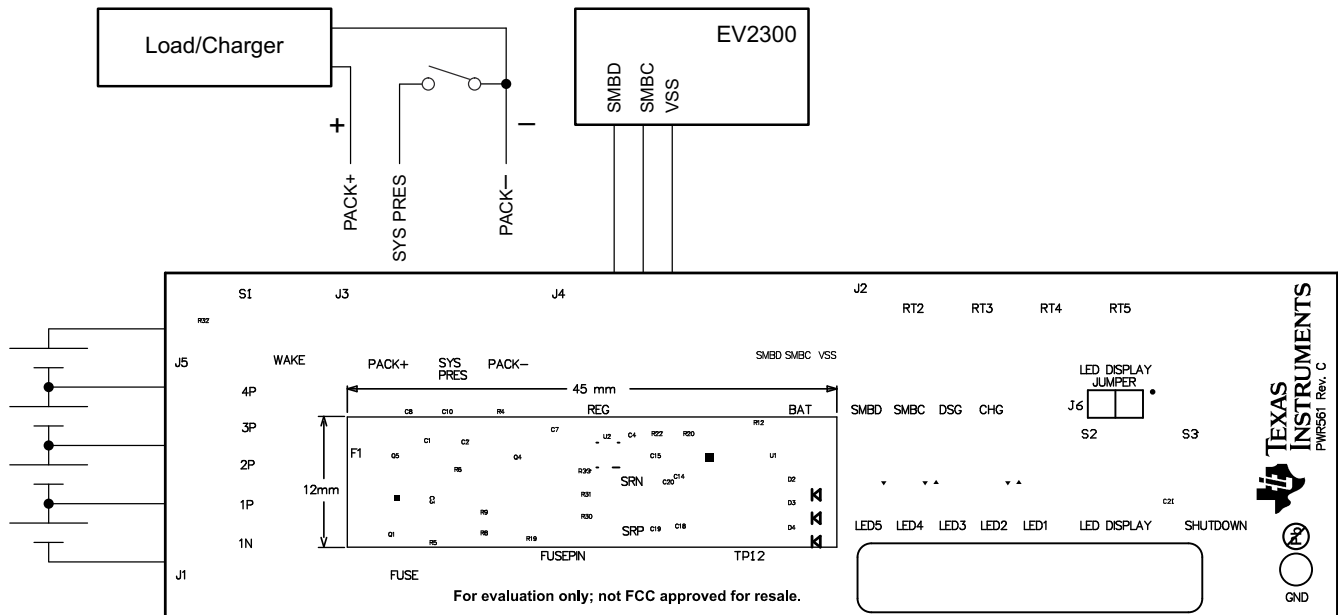 Load/Charger
EV2300
SMBD
SMBC
VSS
+
−
PACK+
SYS PRES
PACK−
S1 J3 J4 J2
RT2 RT3 RT4 RT5
R32
J5
WAKE
PACK+ SYS PRES PACK−
SMBD SMBC VSS
LED DISPLAY
JUMPER
J6
S2 S3
4P
3P
2P
1P
1N
J1
45 mm
12mm
C8 C10 R4 REG BAT SMBD SMBC DSG CHG
F1
C1 C2 C7 U2 C4 R22 R20 R12
Q5 R6 Q4 C15 U1
SRN C20 C14 D2
R31 D3
R9 R30
Q1 R5 R8 R19 SRP C19 C18 D4
C21
LED5 LED4 LED3 LED2 LED1 LED DISPLAY SHUTDOWN
FUSE FUSEPIN TP12
For evaluation only; not FCC approved for resale.
TEXAS
INSTRUMENTS
PWR561 Rev. C
Pb
GND